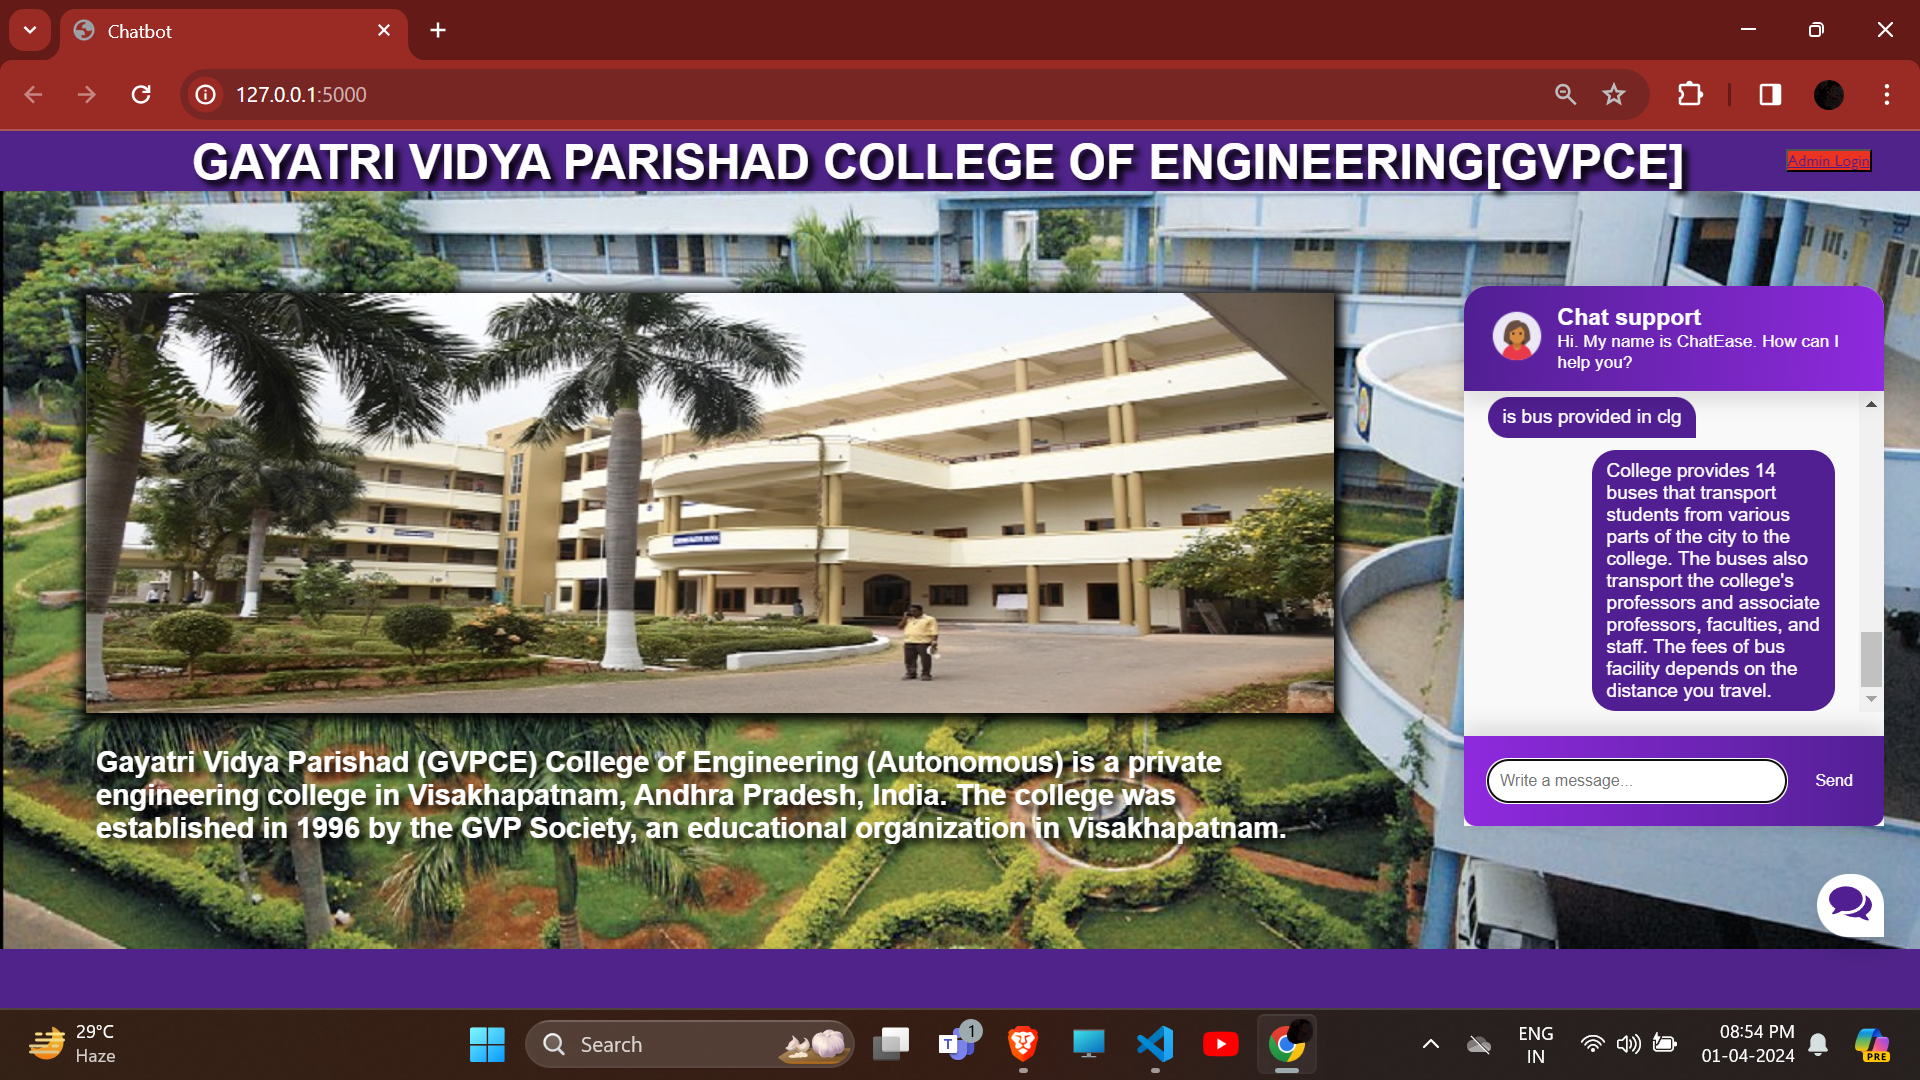 Chatbot
127.0.0.1:5000
GAYATRI VIDYA PARISHAD COLLEGE OF ENGINEERING[GVPCE]
Admin Login
Chat support
Hi. My name is ChatEase. How can I
help you?
is bus provided in clg
College provides 14
buses that transport
students from various
parts of the city to the
college. The buses also
transport the college's
professors and associate
professors, faculties, and
staff. The fees of bus
facility depends on the
distance you travel.
Write a message...
Send
Gayatri Vidya Parishad (GVPCE) College of Engineering (Autonomous) is a private
engineering college in Visakhapatnam, Andhra Pradesh, India. The college was
established in 1996 by the GVP Society, an educational organization in Visakhapatnam.
29°C
Haze
Search
T
1
ENG
IN
08:54 PM
01-04-2024
PRE